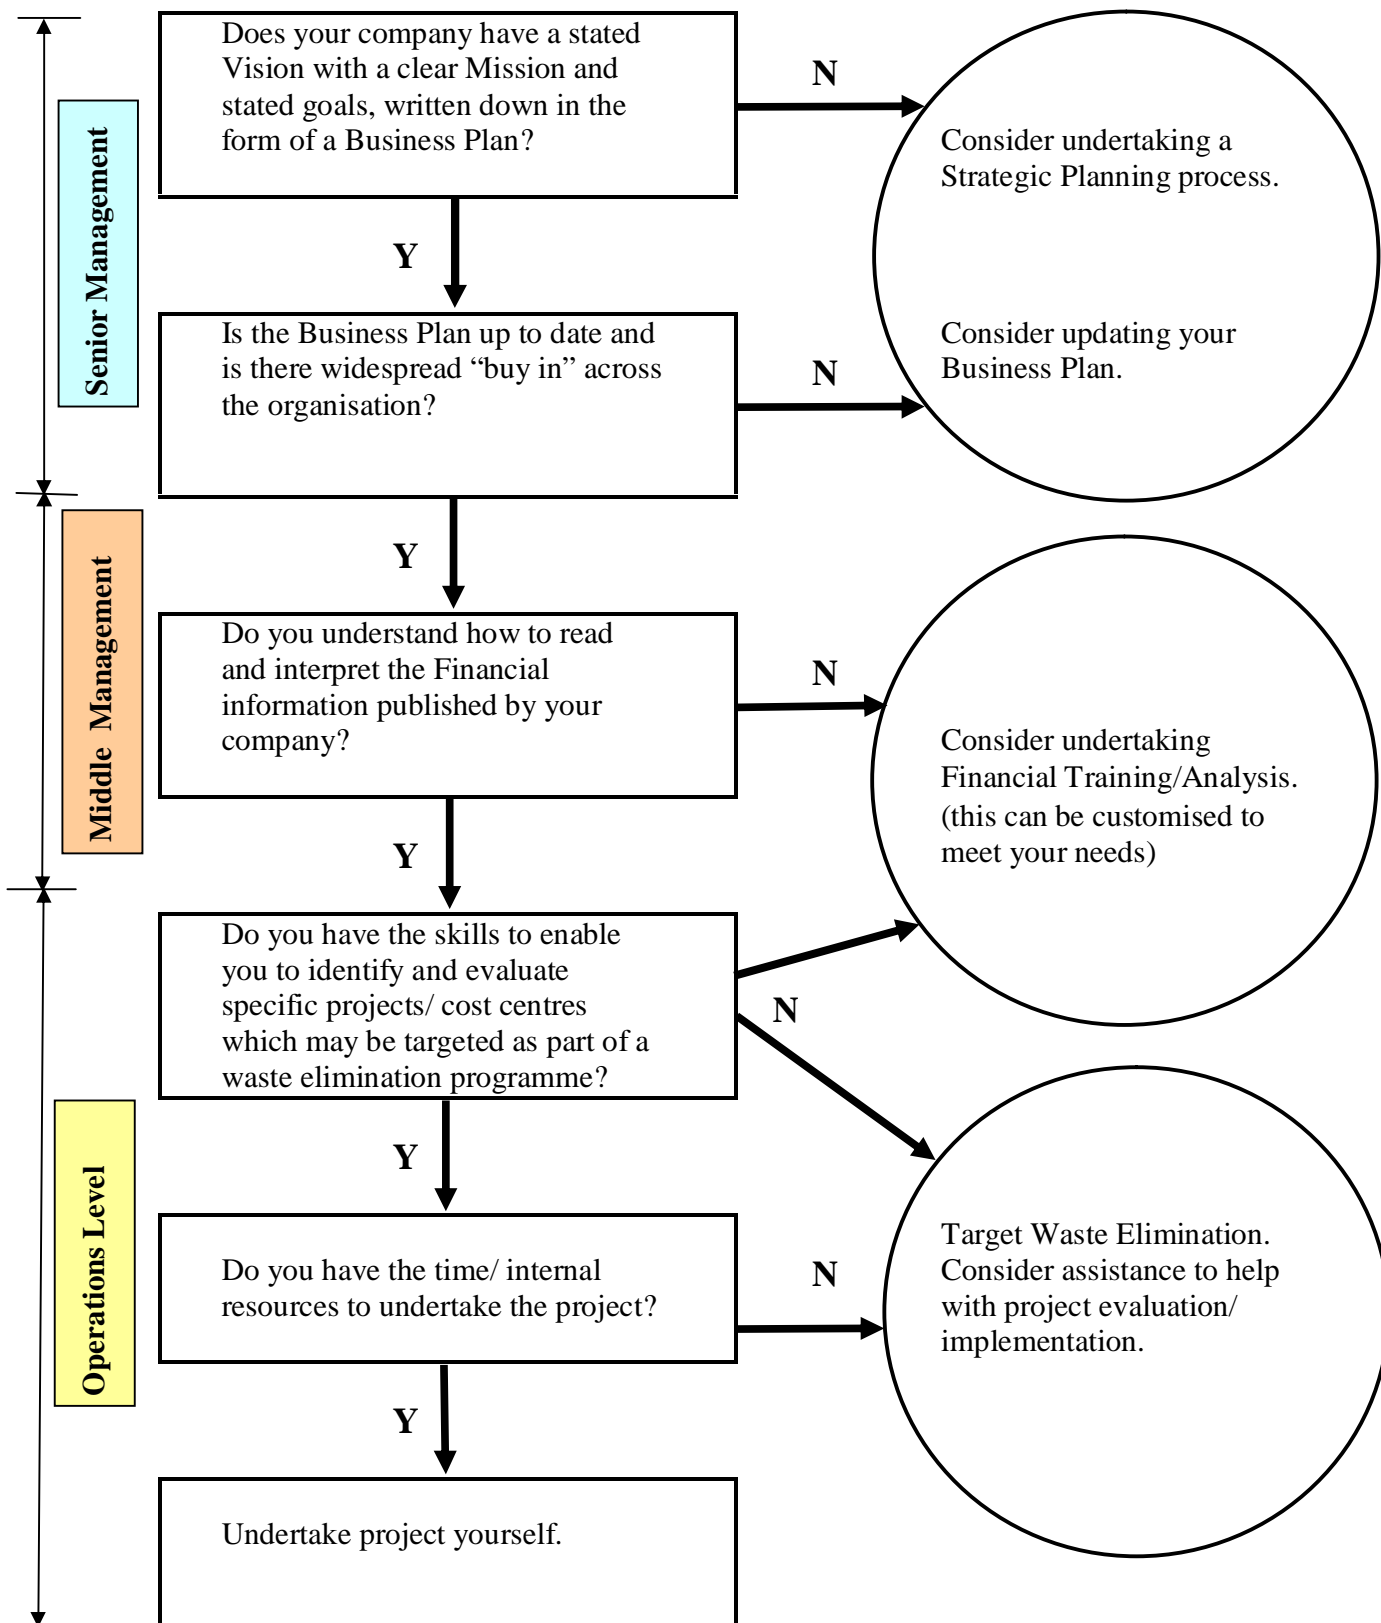 Does your company have a stated
Vision with a clear Mission and
stated goals, written down in the
form of a Business Plan?
N
Consider undertaking a
Strategic Planning process.
Senior Management
Y
Is the Business Plan up to date and
is there widespread “buy in” across
the organisation?
N
Consider updating your
Business Plan.
Y
Middle Management
Do you understand how to read
and interpret the Financial
information published by your
company?
N
Consider undertaking
Financial Training/Analysis.
(this can be customised to
meet your needs)
Y
Do you have the skills to enable
you to identify and evaluate
specific projects/ cost centres
which may be targeted as part of a
waste elimination programme?
N
Y
Operations Level
Do you have the time/ internal
resources to undertake the project?
N
Target Waste Elimination.
Consider assistance to help
with project evaluation/
implementation.
Y
Undertake project yourself.